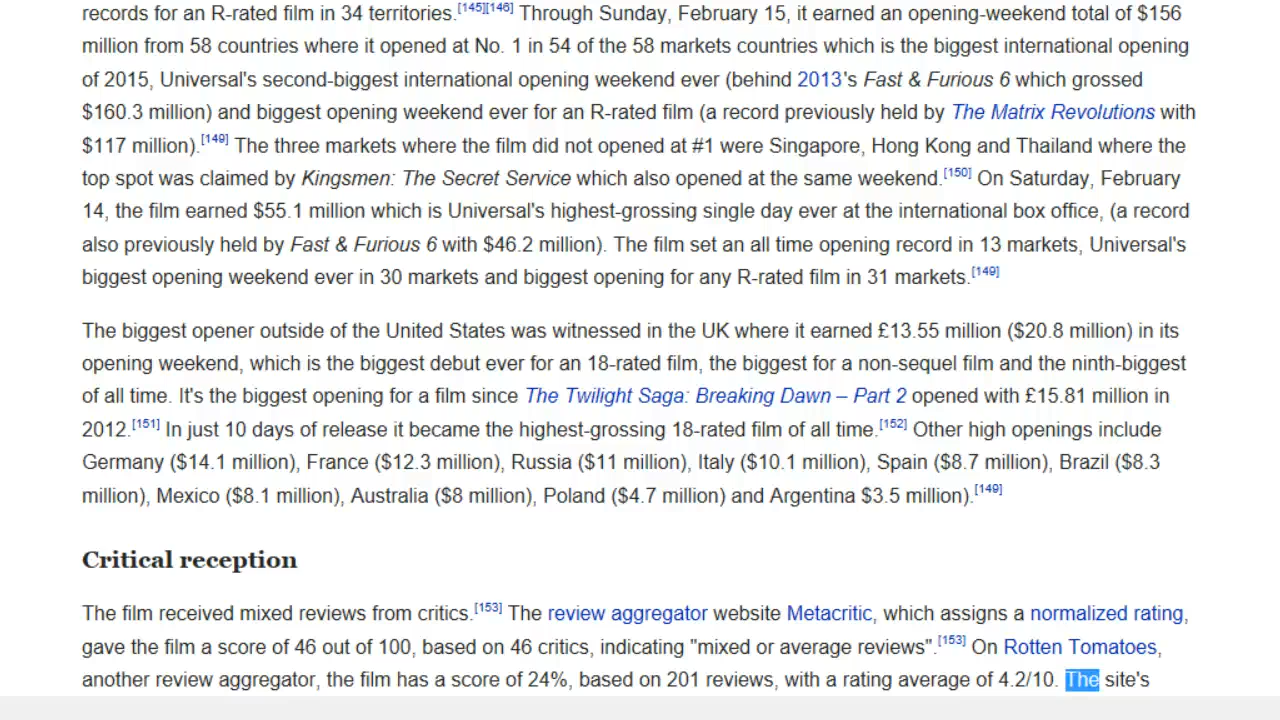 records for an R-rated film in 34 territories.[145][146] Through Sunday, February 15, it earned an opening-weekend total of $156
million from 58 countries where it opened at No. 1 in 54 of the 58 markets countries which is the biggest international opening
of 2015, Universal's second-biggest international opening weekend ever (behind 2013's Fast & Furious 6 which grossed
$160.3 million) and biggest opening weekend ever for an R-rated film (a record previously held by The Matrix Revolutions with
$117 million).[149] The three markets where the film did not opened at #1 were Singapore, Hong Kong and Thailand where the
top spot was claimed by Kingsmen: The Secret Service which also opened at the same weekend.[150] On Saturday, February
14, the film earned $55.1 million which is Universal's highest-grossing single day ever at the international box office, (a record
also previously held by Fast & Furious 6 with $46.2 million). The film set an all time opening record in 13 markets, Universal's
biggest opening weekend ever in 30 markets and biggest opening for any R-rated film in 31 markets.[149]
The biggest opener outside of the United States was witnessed in the UK where it earned £13.55 million ($20.8 million) in its
opening weekend, which is the biggest debut ever for an 18-rated film, the biggest for a non-sequel film and the ninth-biggest
of all time. It's the biggest opening for a film since The Twilight Saga: Breaking Dawn – Part 2 opened with £15.81 million in
2012.[151] In just 10 days of release it became the highest-grossing 18-rated film of all time.[152] Other high openings include
Germany ($14.1 million), France ($12.3 million), Russia ($11 million), Italy ($10.1 million), Spain ($8.7 million), Brazil ($8.3
million), Mexico ($8.1 million), Australia ($8 million), Poland ($4.7 million) and Argentina $3.5 million).[149]
Critical reception
The film received mixed reviews from critics.[153] The review aggregator website Metacritic, which assigns a normalized rating,
gave the film a score of 46 out of 100, based on 46 critics, indicating "mixed or average reviews".[153] On Rotten Tomatoes,
another review aggregator, the film has a score of 24%, based on 201 reviews, with a rating average of 4.2/10. The site's